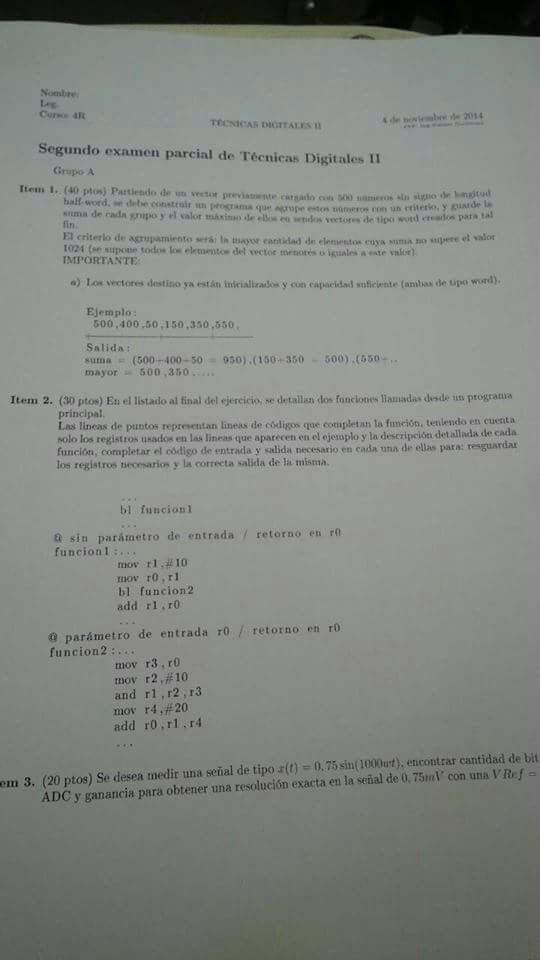 Nombre:
Leg.
Curso: 4R
TÉCNICAS DIGITALES II
4 de noviembre de 2014
Segundo examen parcial de Técnicas Digitales II
Grupo A
Item 1. (40 ptos) Partiendo de un vector previamente cargado con 500 números sin signo de longitud
half-word, se debe construir un programa que agrupe estos números con un criterio, y guarde la
suma de cada grupo y el valor máximo de ellos en sendos vectores de tipo word creados para tal
fin.
El criterio de agrupamiento será: la mayor cantidad de elementos cuya suma no supere el valor
1024 (se supone todos los elementos del vector menores o iguales a este valor).
IMPORTANTE:
a) Los vectores destino ya están inicializados y con capacidad suficiente (ambas de tipo word).
Ejemplo:
500,400,50,150,350,550,
Salida:
suma = (500+400+50 = 950),(150+350 = 500),(550+..
mayor = 500,350,....
Item 2. (30 ptos) En el listado al final del ejercicio, se detallan dos funciones llamadas desde un programa
principal.
Las lineas de puntos representan lineas de códigos que completan la función, teniendo en cuenta
solo los registros usados en las lineas que aparecen en el ejemplo y la descripción detallada de cada
función, completar el código de entrada y salida necesario en cada una de ellas para: resguardar
los registros necesarios y la correcta salida de la misma.
...
bl funcion1
...
@ sin parámetro de entrada / retorno en r0
funcion1:...
mov r1,#10
mov r0,r1
bl funcion2
add r1,r0
...
@ parámetro de entrada r0 / retorno en r0
funcion2:...
mov r3,r0
mov r2,#10
and r1,r2,r3
mov r4,#20
add r0,r1,r4
...
em 3. (20 ptos) Se desea medir una señal de tipo x(t) = 0,75 sin(1000wt), encontrar cantidad de bit
ADC y ganancia para obtener una resolución exacta en la señal de 0,75mV con una VRef =